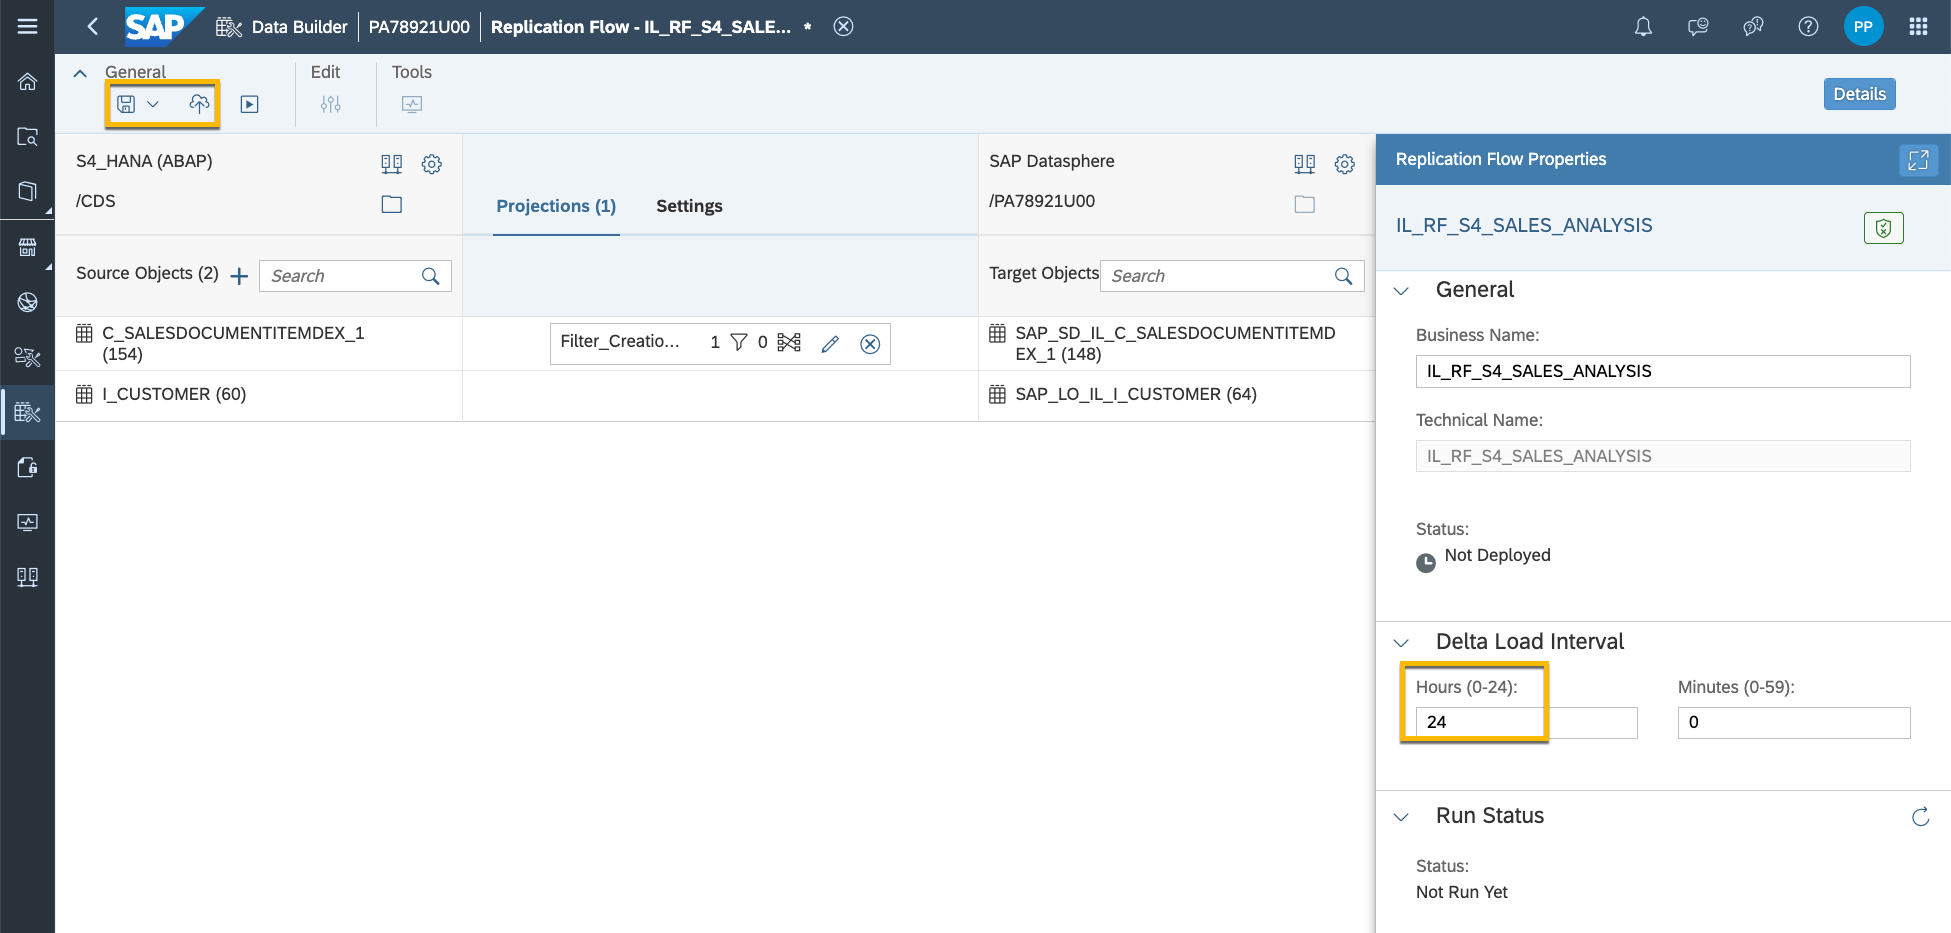 SAP Data Builder PA78921U00 Replication Flow - IL_RF_S4_SALE... * PP
General Edit Tools
Details
S4_HANA (ABAP)
/CDS
Projections (1) Settings
SAP Datasphere
/PA78921U00
Source Objects (2) Search
Target Objects Search
C_SALESDOCUMENTITEMDEX_1
(154)
Filter_Creatio... 1 0
SAP_SD_IL_C_SALESDOCUMENTITEMD
EX_1 (148)
I_CUSTOMER (60)
SAP_LO_IL_I_CUSTOMER (64)
Replication Flow Properties
IL_RF_S4_SALES_ANALYSIS
General
Business Name:
IL_RF_S4_SALES_ANALYSIS
Technical Name:
IL_RF_S4_SALES_ANALYSIS
Status:
Not Deployed
Delta Load Interval
Hours (0-24): Minutes (0-59):
24 0
Run Status
Status:
Not Run Yet